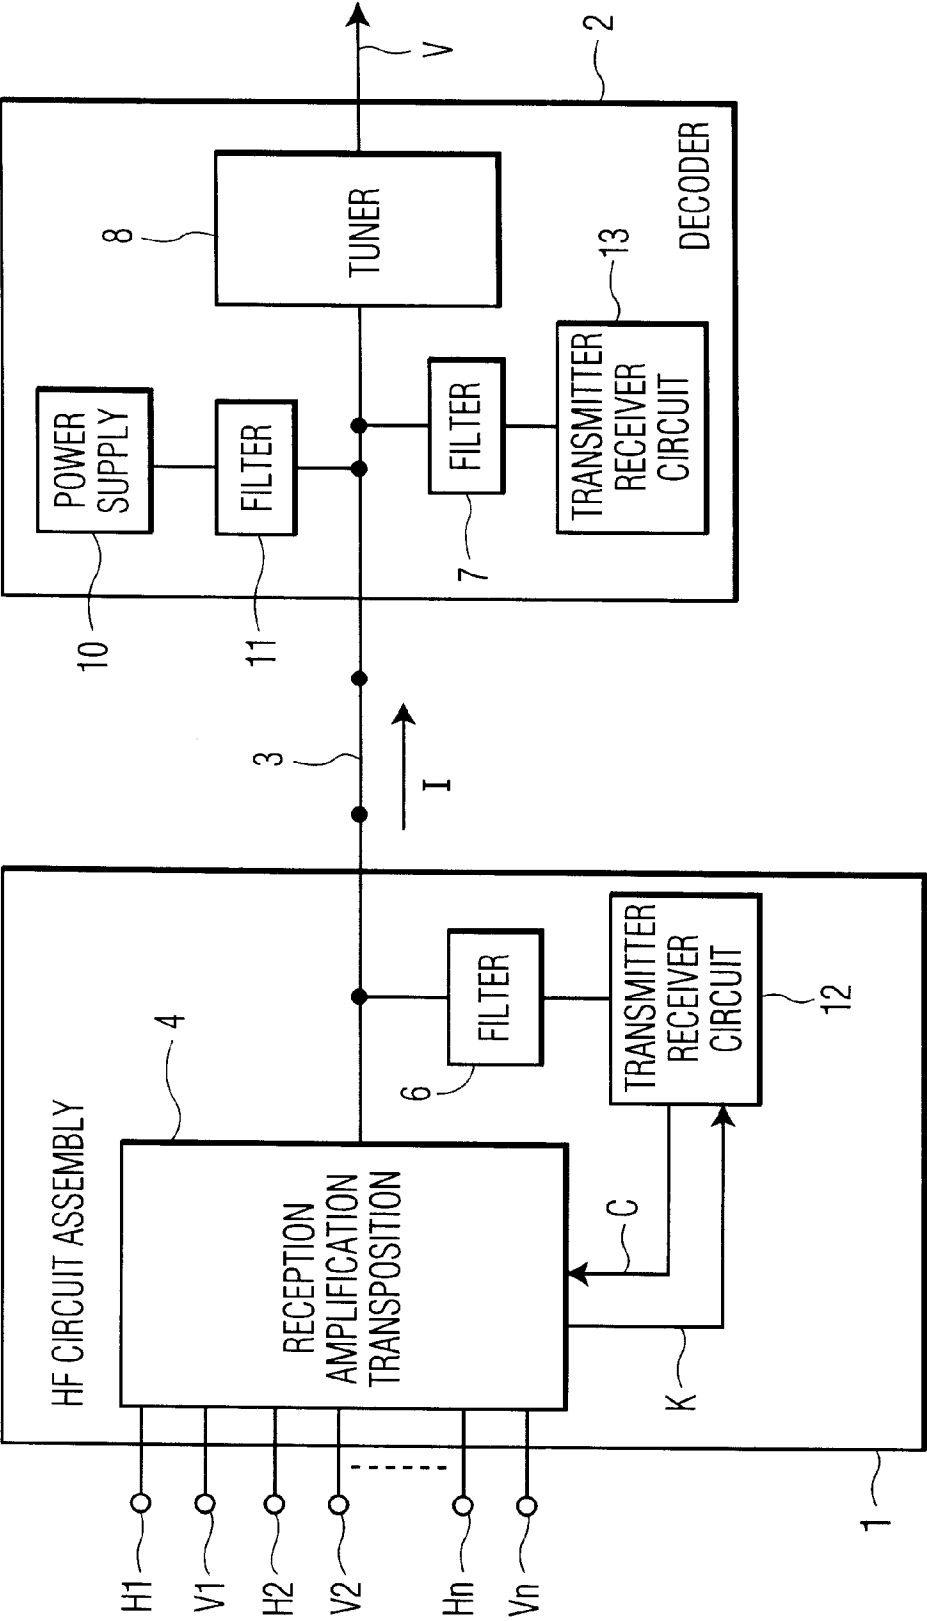 HF CIRCUIT ASSEMBLY
4
RECEPTION
AMPLIFICATION
TRANSPOSITION
H1
V1
H2
V2
Hn
Vn
6
FILTER
TRANSMITTER
RECEIVER
CIRCUIT
12
C
K
1
3
I
10
POWER
SUPPLY
11
FILTER
7
FILTER
TRANSMITTER
RECEIVER
CIRCUIT
13
8
TUNER
DECODER
2
V